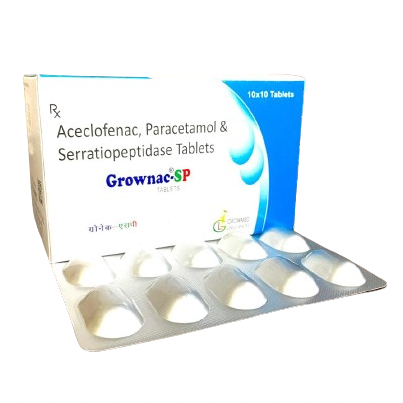 10x10 Tablets
Rx
Aceclofenac, Paracetamol &
Serratiopeptidase Tablets
Grownac®-SP
TABLETS
ग्रोनेक-एसपी